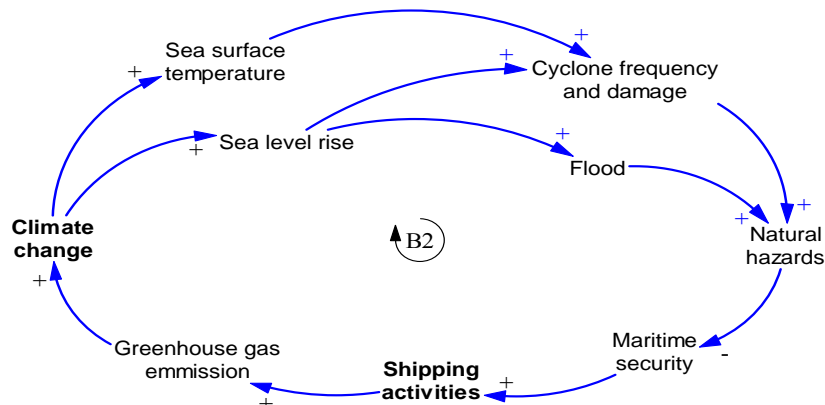 Sea surface
temperature
Cyclone frequency
and damage
Sea level rise
Flood
Climate
change
B2
Natural
hazards
Maritime
security
Greenhouse gas
emmission
Shipping
activities
+
+
+
+
+
+
+
+
-
+
+
+